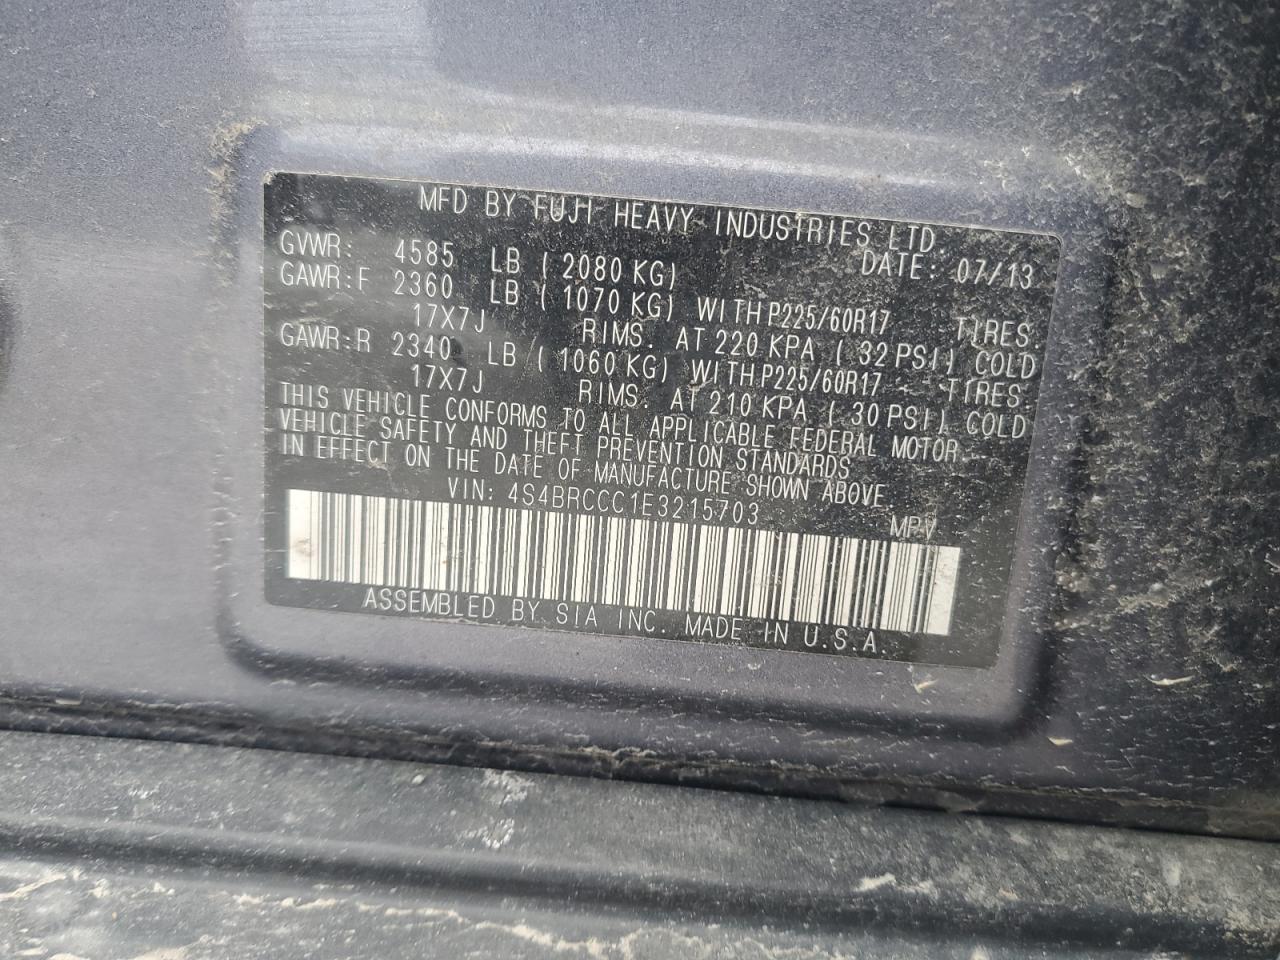 MFD BY FUJI HEAVY INDUSTRIES LTD.
GVWR: 4585 LB ( 2080 KG) DATE: 07/13
GAWR:F 2360 LB ( 1070 KG) WITH P225/60R17 TIRES.
17X7J RIMS. AT 220 KPA ( 32 PSI) COLD
GAWR:R 2340 LB ( 1060 KG) WITH P225/60R17 TIRES.
17X7J RIMS. AT 210 KPA ( 30 PSI) COLD
THIS VEHICLE CONFORMS TO ALL APPLICABLE FEDERAL MOTOR
VEHICLE SAFETY AND THEFT PREVENTION STANDARDS
IN EFFECT ON THE DATE OF MANUFACTURE SHOWN ABOVE.
VIN: 4S4BRCCC1E3215703 MPV
ASSEMBLED BY SIA INC. MADE IN U.S.A.